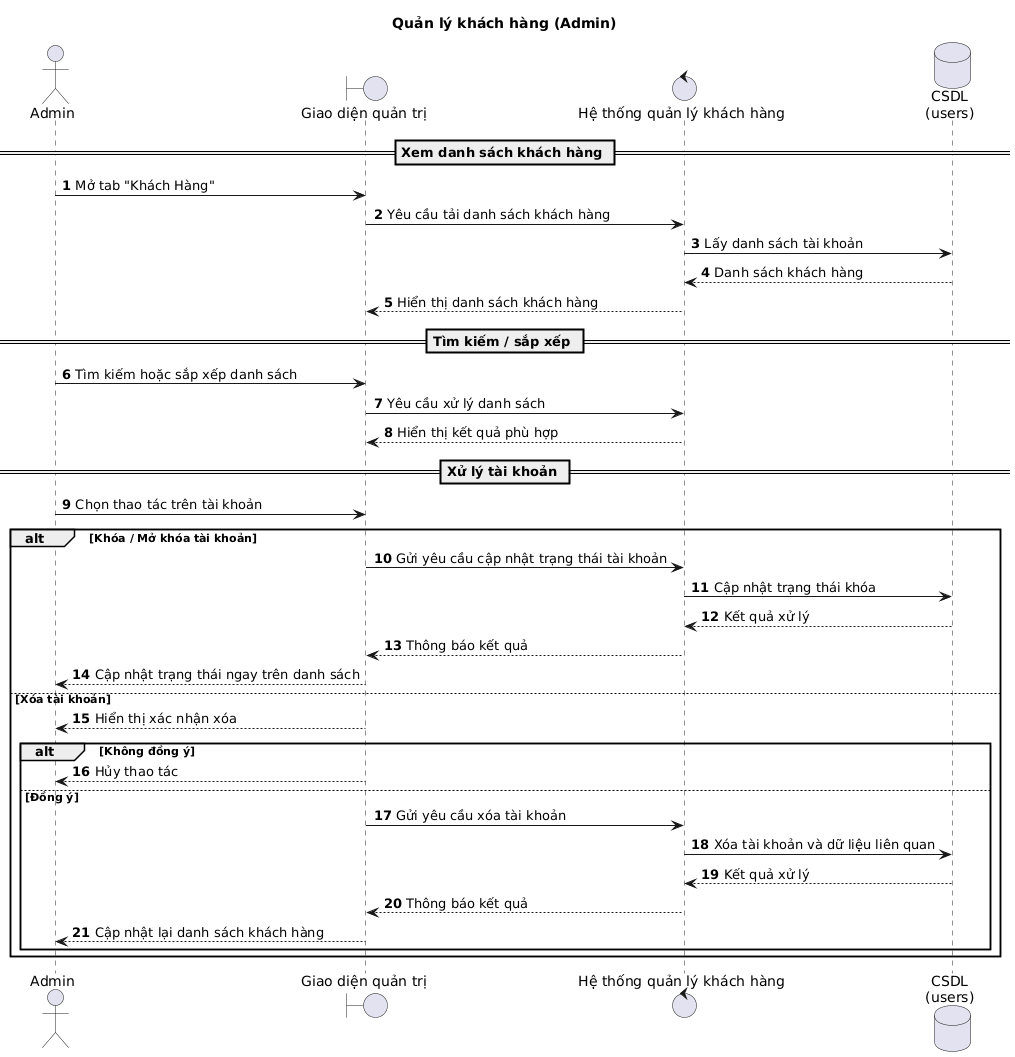 Quản lý khách hàng (Admin)
Admin
Giao diện quản trị
Hệ thống quản lý khách hàng
CSDL
(users)
Xem danh sách khách hàng
1 Mở tab "Khách Hàng"
2 Yêu cầu tải danh sách khách hàng
3 Lấy danh sách tài khoản
4 Danh sách khách hàng
5 Hiển thị danh sách khách hàng
Tìm kiếm / sắp xếp
6 Tìm kiếm hoặc sắp xếp danh sách
7 Yêu cầu xử lý danh sách
8 Hiển thị kết quả phù hợp
Xử lý tài khoản
9 Chọn thao tác trên tài khoản
alt [Khóa / Mở khóa tài khoản]
10 Gửi yêu cầu cập nhật trạng thái tài khoản
11 Cập nhật trạng thái khóa
12 Kết quả xử lý
13 Thông báo kết quả
14 Cập nhật trạng thái ngay trên danh sách
[Xóa tài khoản]
15 Hiển thị xác nhận xóa
alt [Không đồng ý]
16 Hủy thao tác
[Đồng ý]
17 Gửi yêu cầu xóa tài khoản
18 Xóa tài khoản và dữ liệu liên quan
19 Kết quả xử lý
20 Thông báo kết quả
21 Cập nhật lại danh sách khách hàng
Admin
Giao diện quản trị
Hệ thống quản lý khách hàng
CSDL
(users)